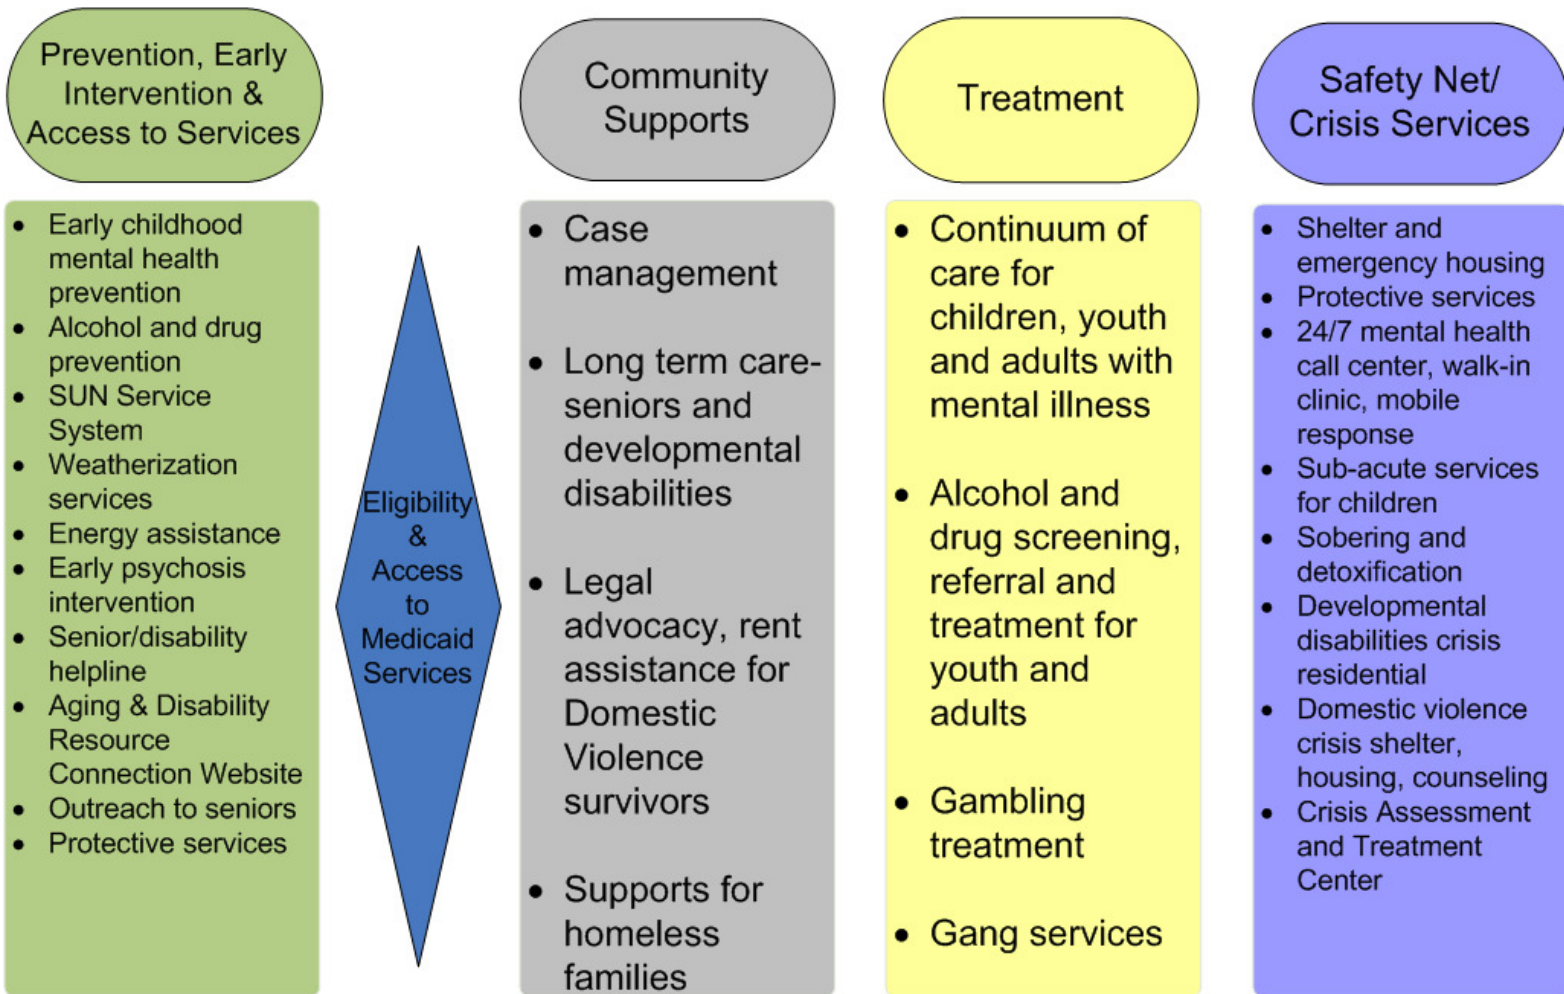 Prevention, Early
Intervention &
Access to Services
• Early childhood
mental health
prevention
• Alcohol and drug
prevention
• SUN Service
System
• Weatherization
services
• Energy assistance
• Early psychosis
intervention
• Senior/disability
helpline
• Aging & Disability
Resource
Connection Website
• Outreach to seniors
• Protective services
Eligibility
&
Access
to
Medicaid
Services
Community
Supports
• Case
management
• Long term care-
seniors and
developmental
disabilities
• Legal
advocacy, rent
assistance for
Domestic
Violence
survivors
• Supports for
homeless
families
Treatment
• Continuum of
care for
children, youth
and adults with
mental illness
• Alcohol and
drug screening,
referral and
treatment for
youth and
adults
• Gambling
treatment
• Gang services
Safety Net/
Crisis Services
• Shelter and
emergency housing
• Protective services
• 24/7 mental health
call center, walk-in
clinic, mobile
response
• Sub-acute services
for children
• Sobering and
detoxification
• Developmental
disabilities crisis
residential
• Domestic violence
crisis shelter,
housing, counseling
• Crisis Assessment
and Treatment
Center